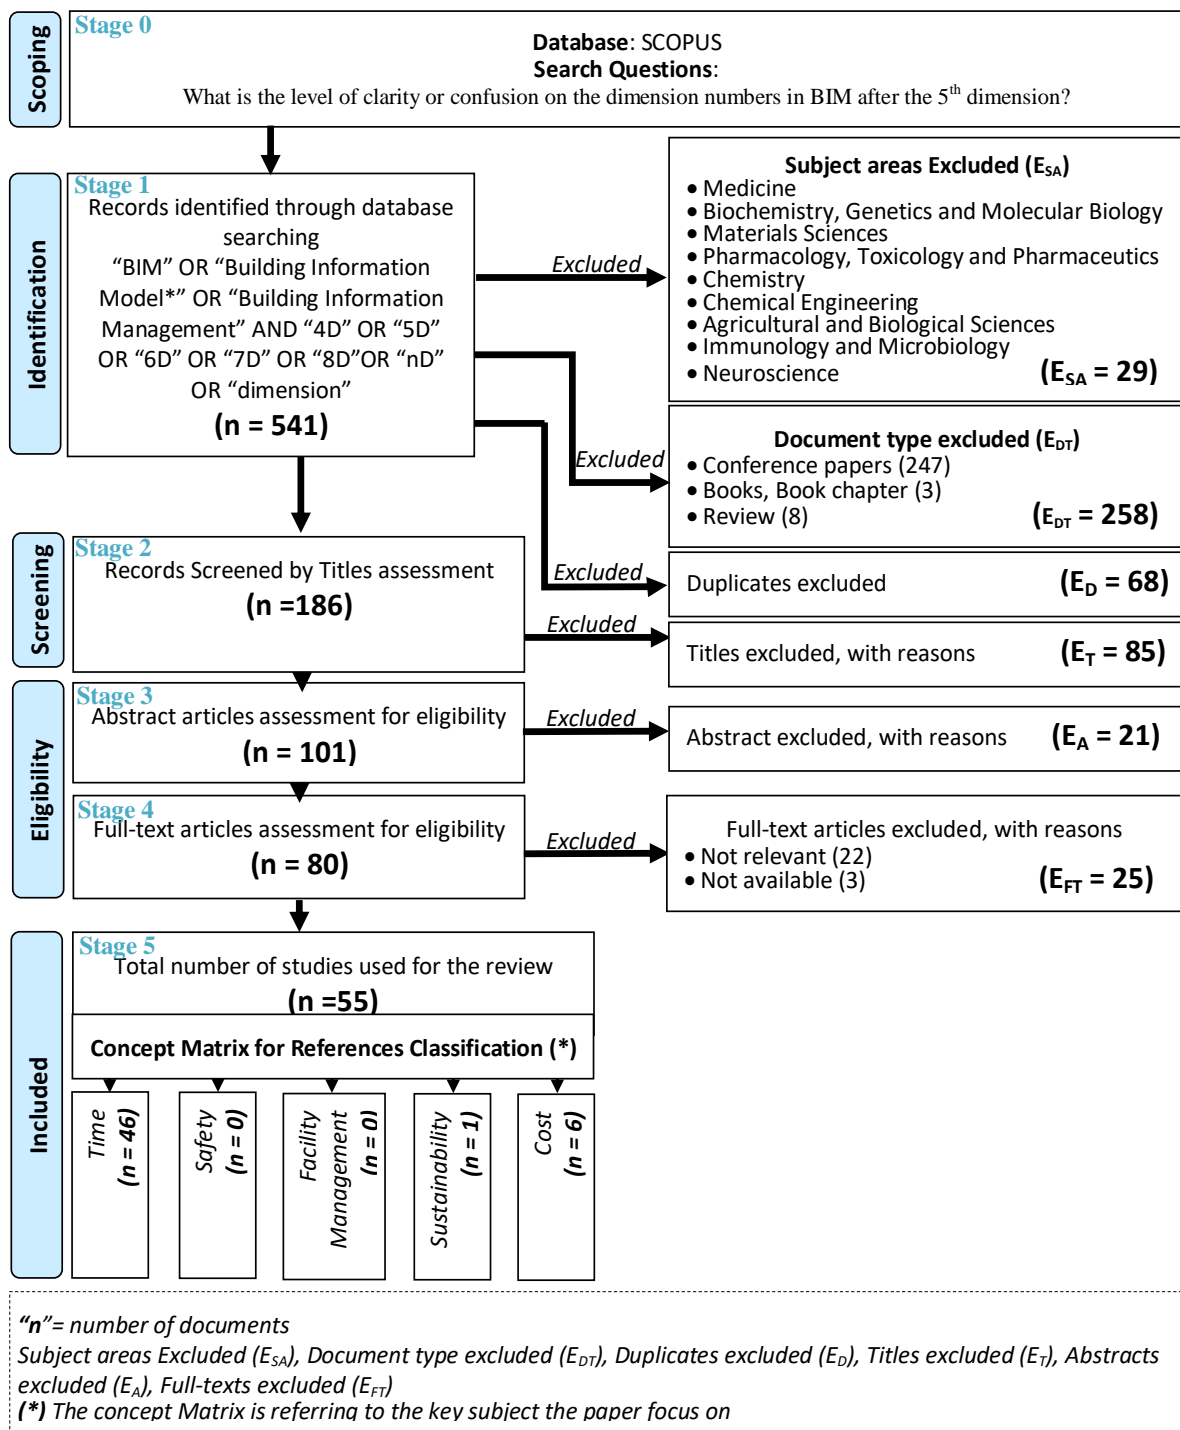 Scoping
Stage 0
Database: SCOPUS
Search Questions:
What is the level of clarity or confusion on the dimension numbers in BIM after the 5th dimension?
Identification
Stage 1
Records identified through database
searching
“BIM” OR “Building Information
Model*” OR “Building Information
Management” AND “4D” OR “5D”
OR “6D” OR “7D” OR “8D”OR “nD”
OR “dimension”
(n = 541)
Excluded
Subject areas Excluded (ESA)
• Medicine
• Biochemistry, Genetics and Molecular Biology
• Materials Sciences
• Pharmacology, Toxicology and Pharmaceutics
• Chemistry
• Chemical Engineering
• Agricultural and Biological Sciences
• Immunology and Microbiology
• Neuroscience
(ESA = 29)
Excluded
Document type excluded (EDT)
• Conference papers (247)
• Books, Book chapter (3)
• Review (8)
(EDT = 258)
Excluded
Duplicates excluded
(ED = 68)
Screening
Stage 2
Records Screened by Titles assessment
(n =186)
Excluded
Titles excluded, with reasons
(ET = 85)
Eligibility
Stage 3
Abstract articles assessment for eligibility
(n = 101)
Excluded
Abstract excluded, with reasons
(EA = 21)
Stage 4
Full-text articles assessment for eligibility
(n = 80)
Excluded
Full-text articles excluded, with reasons
• Not relevant (22)
• Not available (3)
(EFT = 25)
Included
Stage 5
Total number of studies used for the review
(n =55)
Concept Matrix for References Classification (*)
Time
(n = 46)
Safety
(n = 0)
Facility
Management
(n = 0)
Sustainability
(n = 1)
Cost
(n = 6)
“n”= number of documents
Subject areas Excluded (ESA), Document type excluded (EDT), Duplicates excluded (ED), Titles excluded (ET), Abstracts
excluded (EA), Full-texts excluded (EFT)
(*) The concept Matrix is referring to the key subject the paper focus on